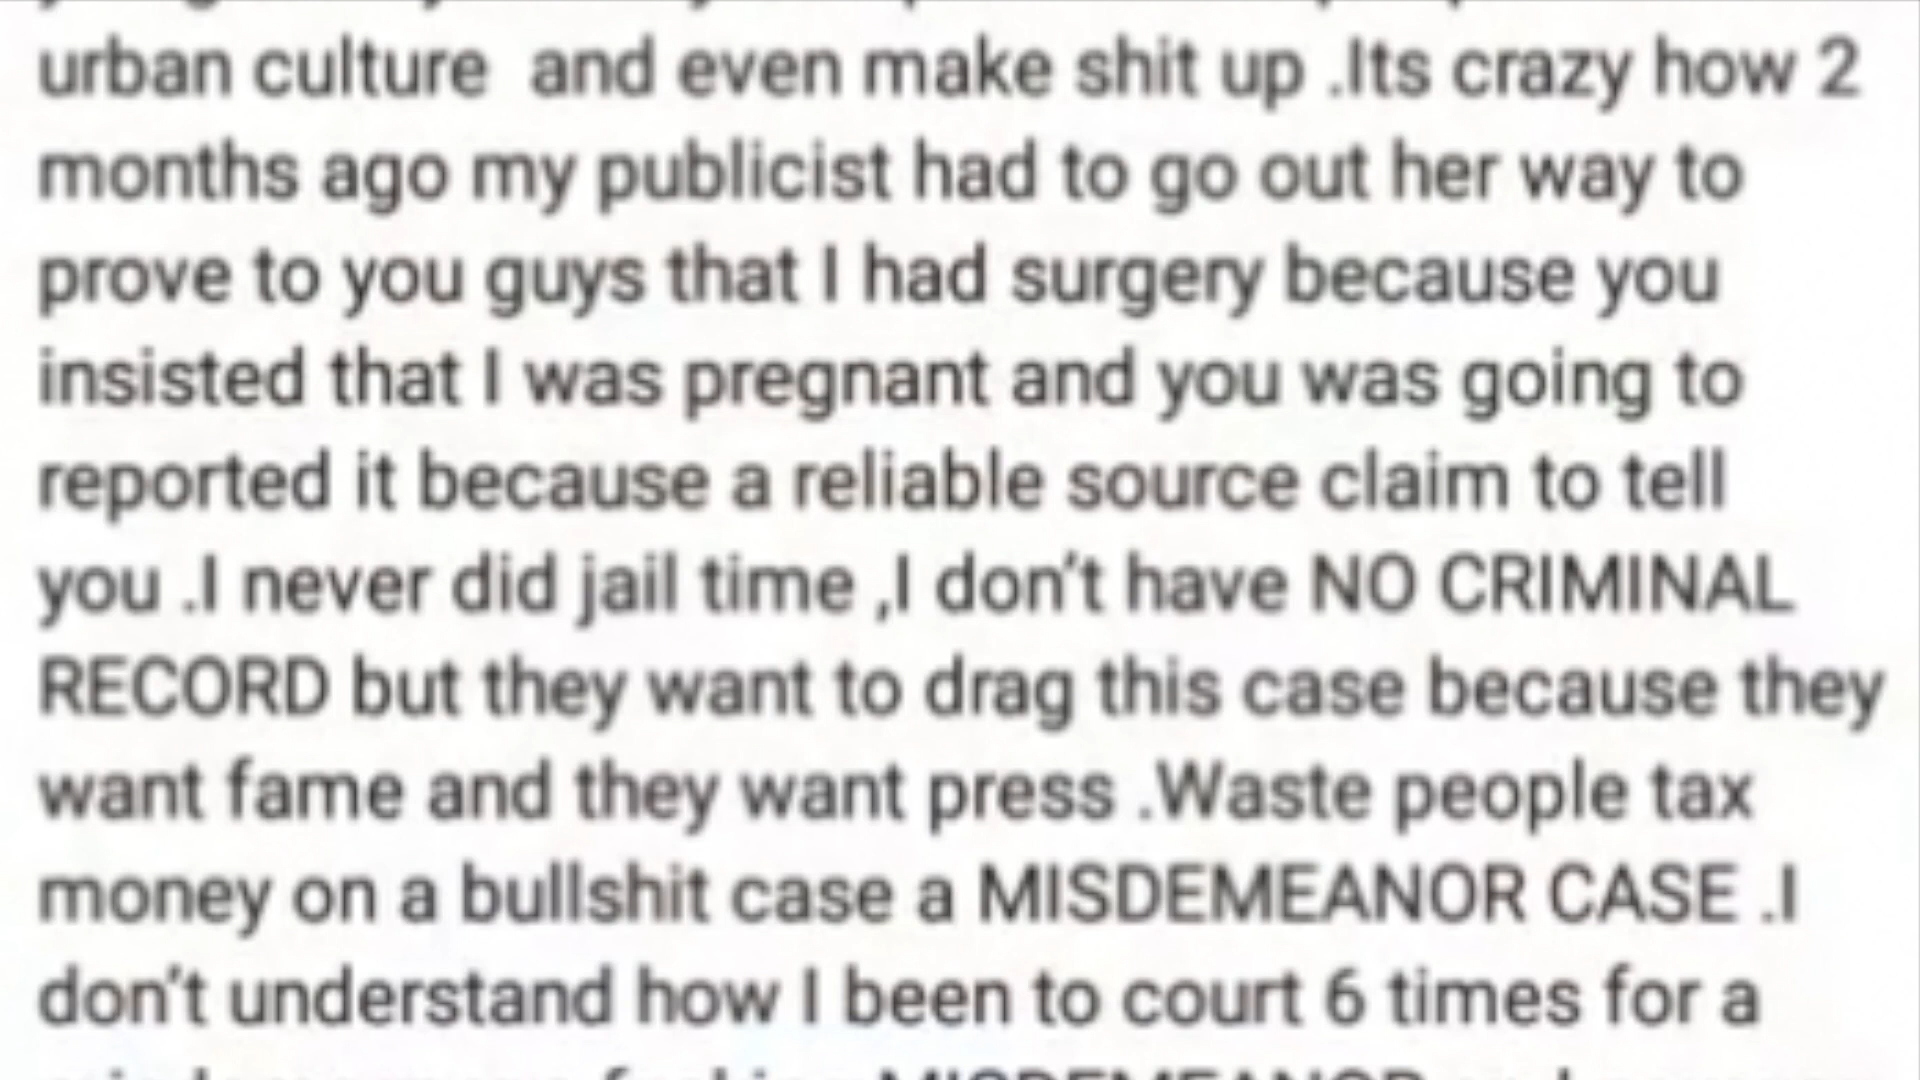 urban culture  and even make shit up .Its crazy how 2
months ago my publicist had to go out her way to
prove to you guys that I had surgery because you
insisted that I was pregnant and you was going to
reported it because a reliable source claim to tell
you .I never did jail time ,I don't have NO CRIMINAL
RECORD but they want to drag this case because they
want fame and they want press .Waste people tax
money on a bullshit case a MISDEMEANOR CASE .I
don't understand how I been to court 6 times for a
MISDEMEANOR